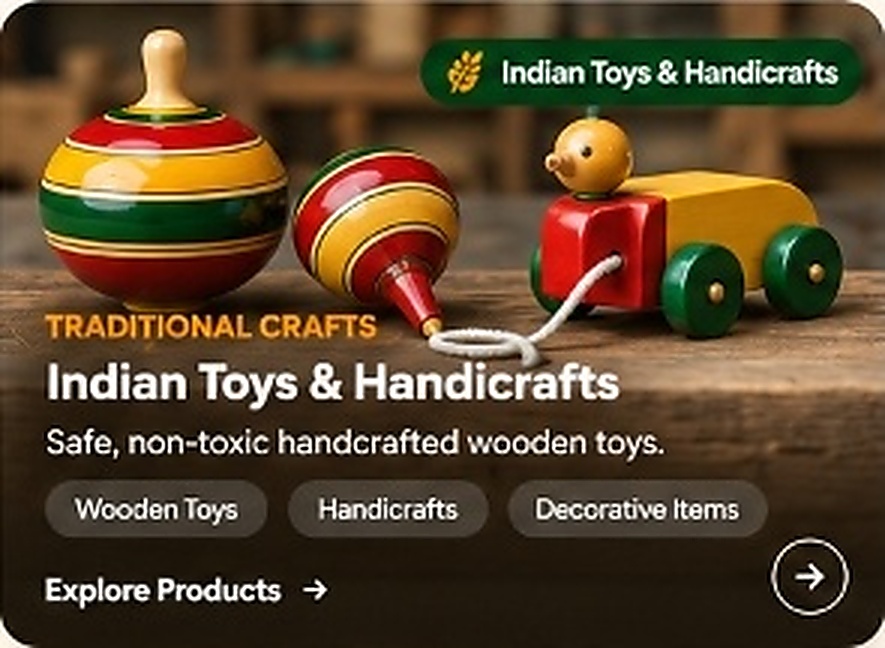 Indian Toys & Handicrafts
TRADITIONAL CRAFTS
Indian Toys & Handicrafts
Safe, non-toxic handcrafted wooden toys.
Wooden Toys
Handicrafts
Decorative Items
Explore Products →